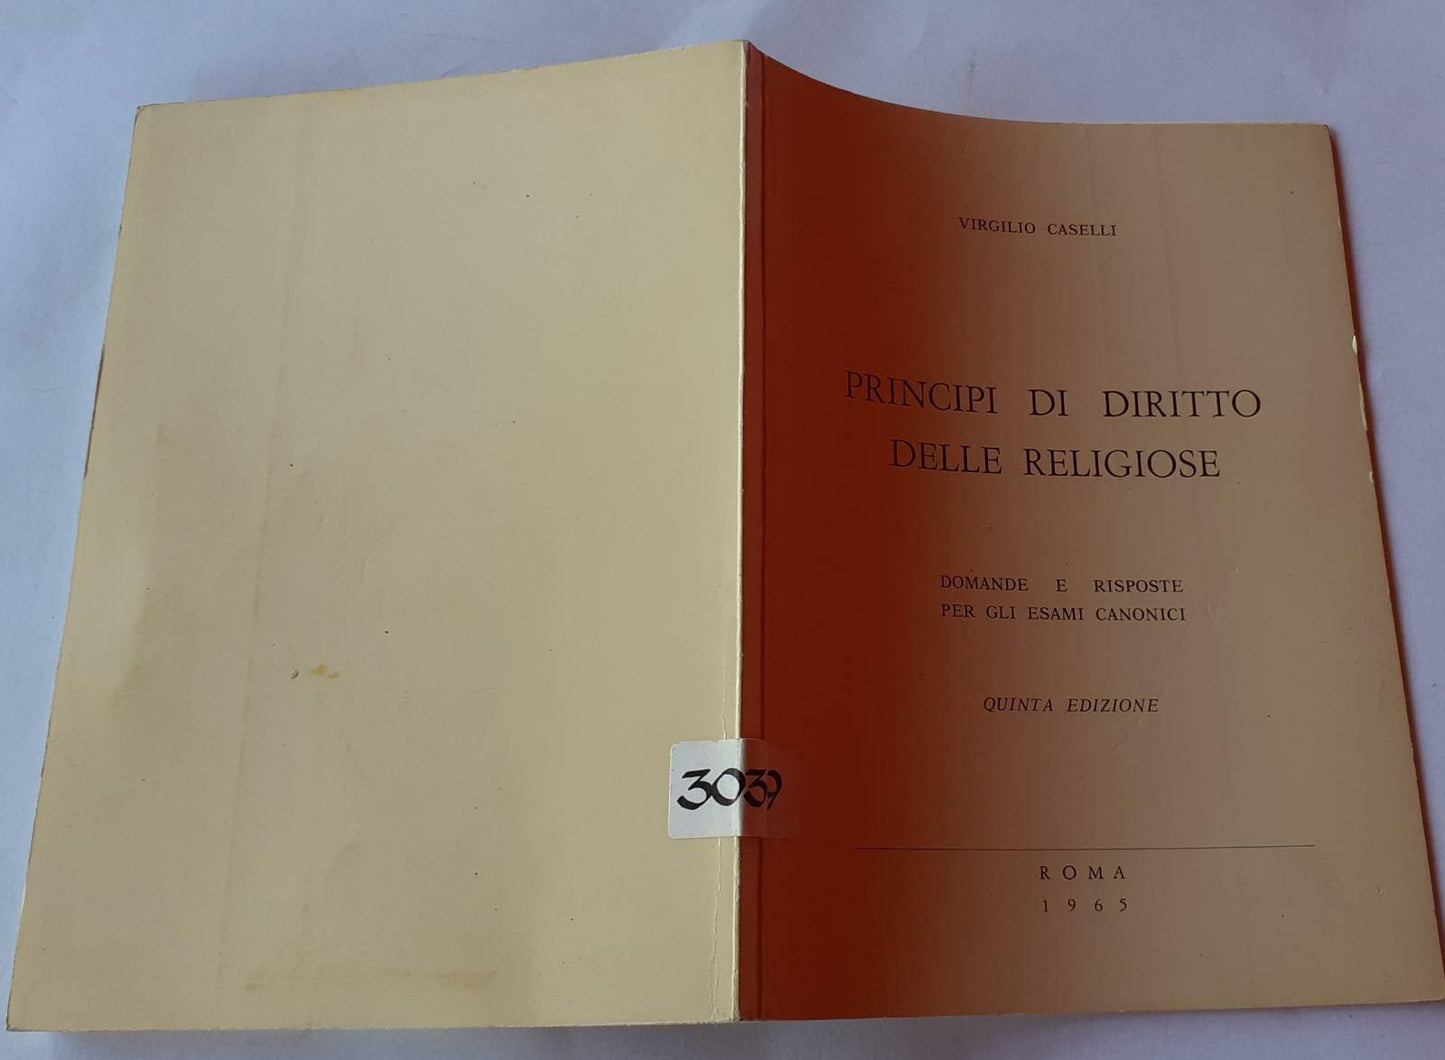 VIRGILIO CASELLI
PRINCIPI DI DIRITTO
DELLE RELIGIOSE
DOMANDE E RISPOSTE
PER GLI ESAMI CANONICI
QUINTA EDIZIONE
3039
ROMA
1965